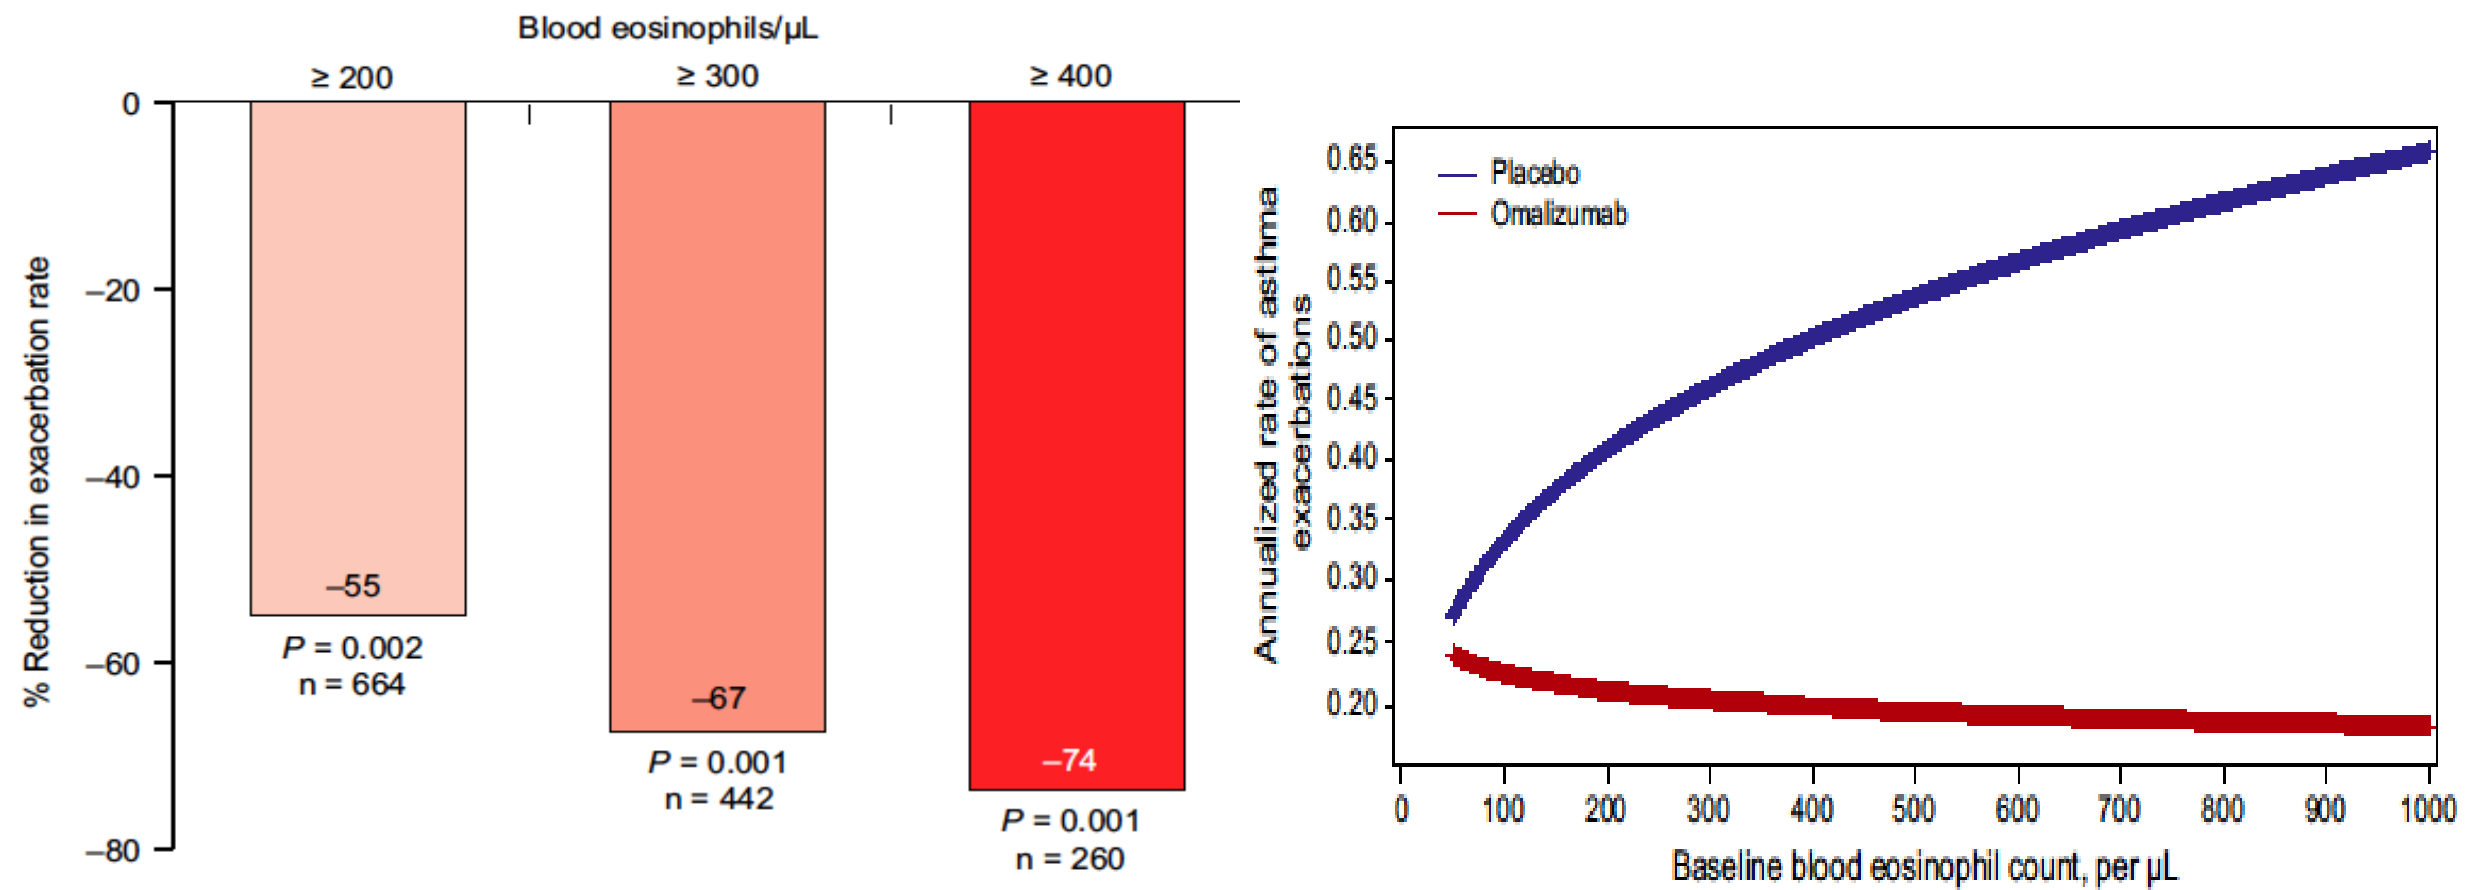 Blood eosinophils/µL
≥ 200
≥ 300
≥ 400
% Reduction in exacerbation rate
0
–20
–40
–60
–80
–55
P = 0.002
n = 664
–67
P = 0.001
n = 442
–74
P = 0.001
n = 260
Annualized rate of asthma
exacerbations
0.65
0.60
0.55
0.50
0.45
0.40
0.35
0.30
0.25
0.20
Placebo
Omalizumab
0 100 200 300 400 500 600 700 800 900 1000
Baseline blood eosinophil count, per µL